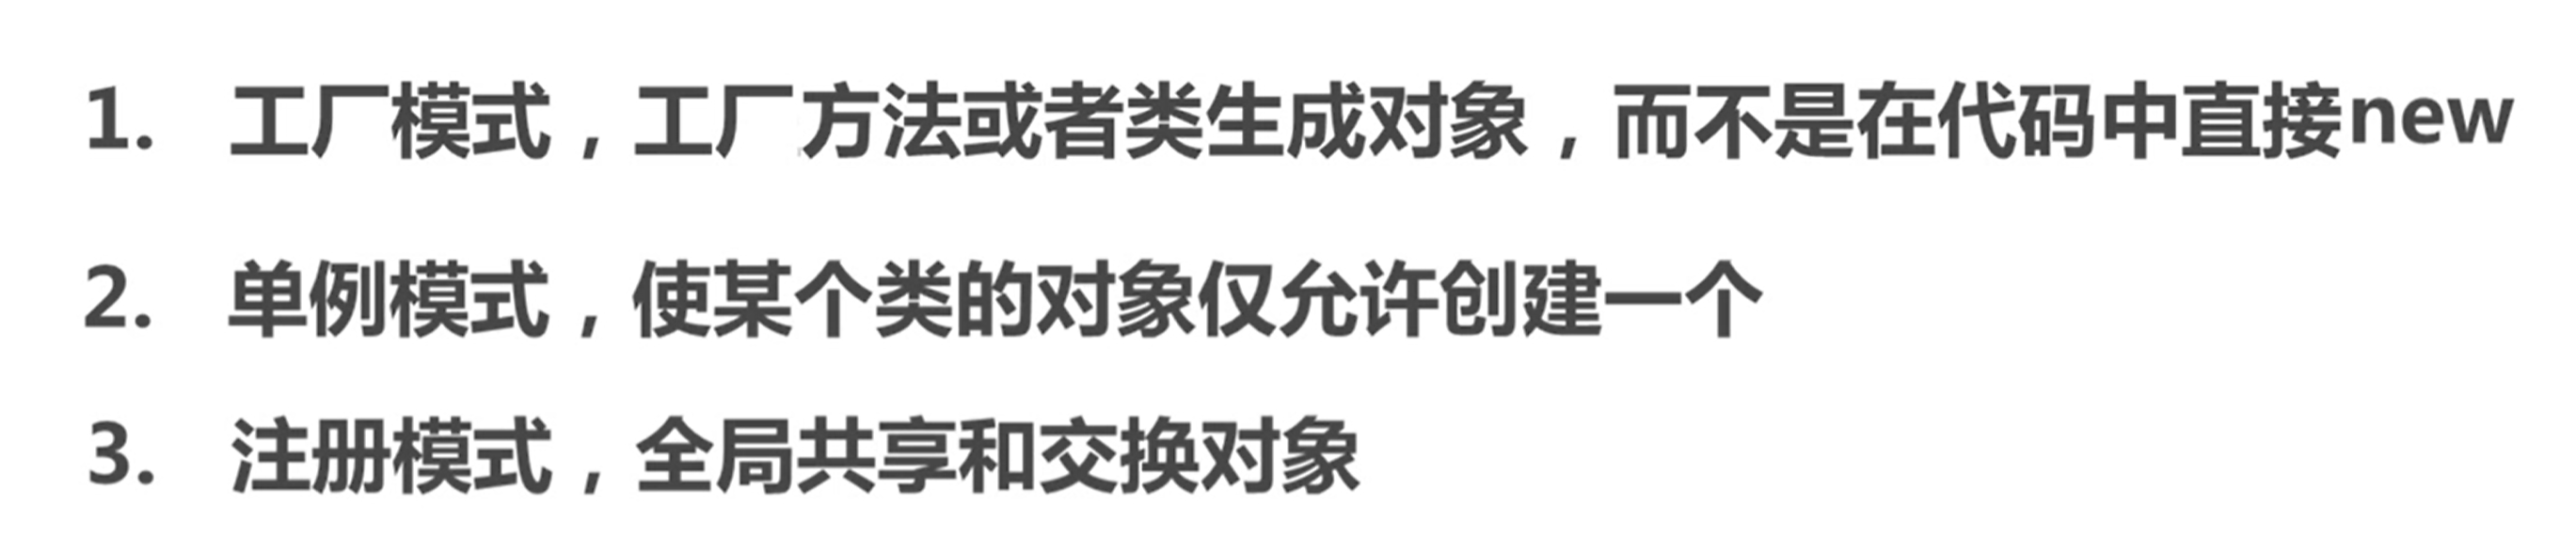 1. 工厂模式，工厂方法或者类生成对象，而不是在代码中直接new
2. 单例模式，使某个类的对象仅允许创建一个
3. 注册模式，全局共享和交换对象